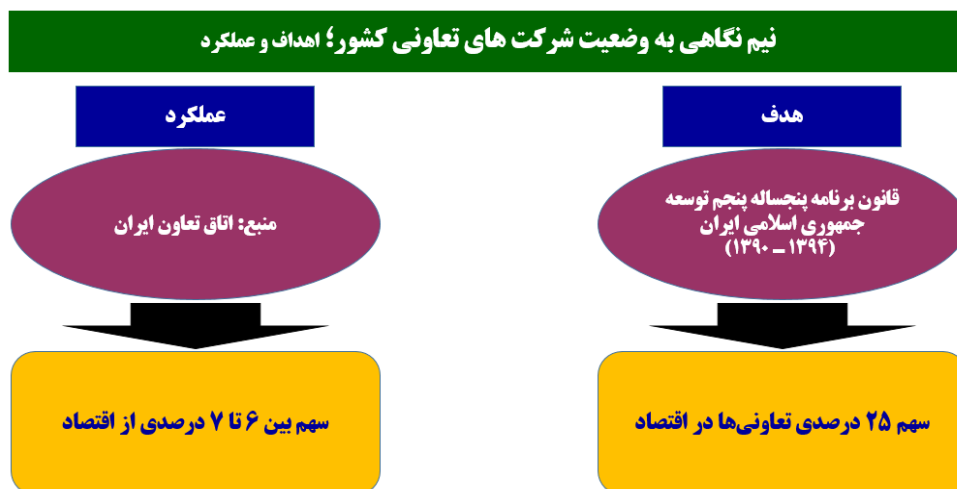 نیم نگاهی به وضعیت شرکت های تعاونی کشور؛ اهداف و عملکرد
هدف
قانون برنامه پنجساله پنجم توسعه
جمهوری اسلامی ایران
(۱۳۹۴ ــ ۱۳۹۰)
سهم ۲۵ درصدی تعاونی‌ها در اقتصاد
عملکرد
منبع: اتاق تعاون ایران
سهم بین ۶ تا ۷ درصدی از اقتصاد